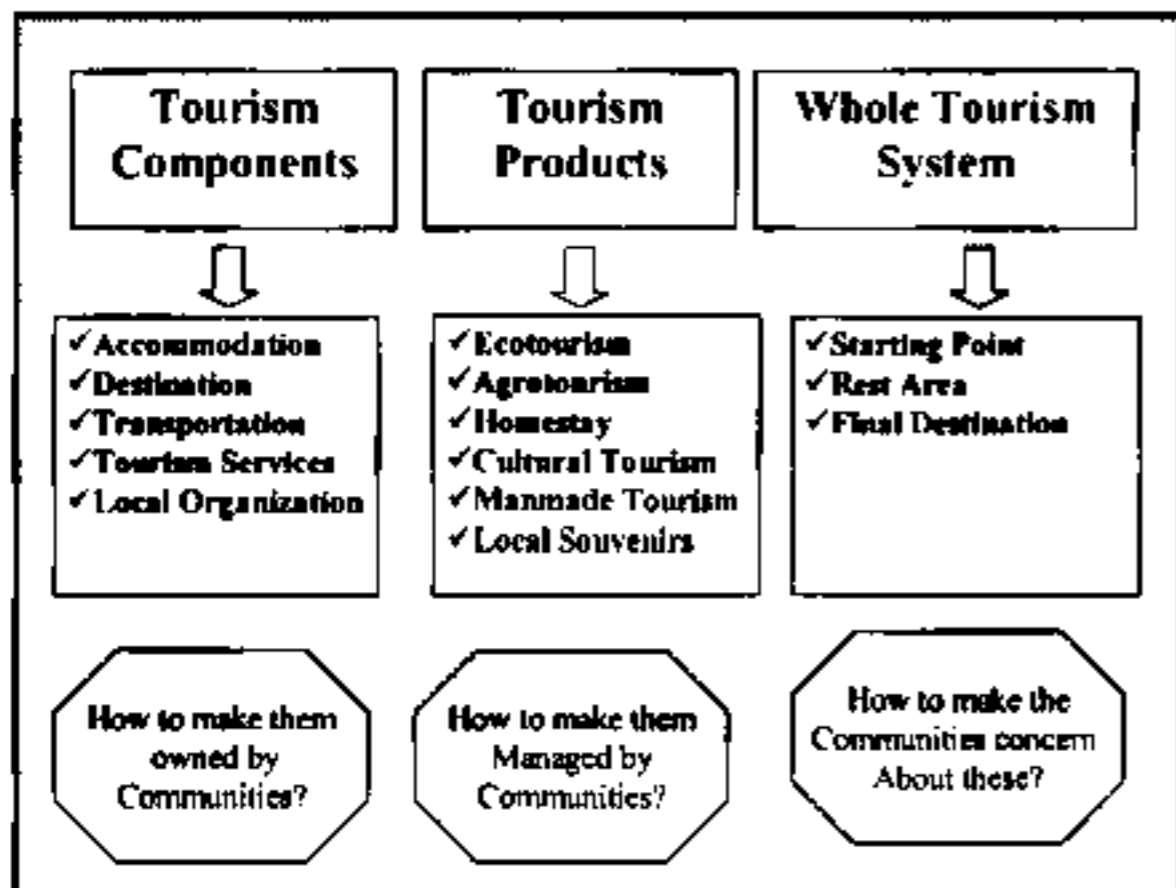 Tourism
Components
Tourism
Products
Whole Tourism
System
✓Accommodation
✓Destination
✓Transportation
✓Tourism Services
✓Local Organization
✓Ecotourism
✓Agrotourism
✓Homestay
✓Cultural Tourism
✓Manmade Tourism
✓Local Souvenirs
✓Starting Point
✓Rest Area
✓Final Destination
How to make them
owned by
Communities?
How to make them
Managed by
Communities?
How to make the
Communities concern
About these?